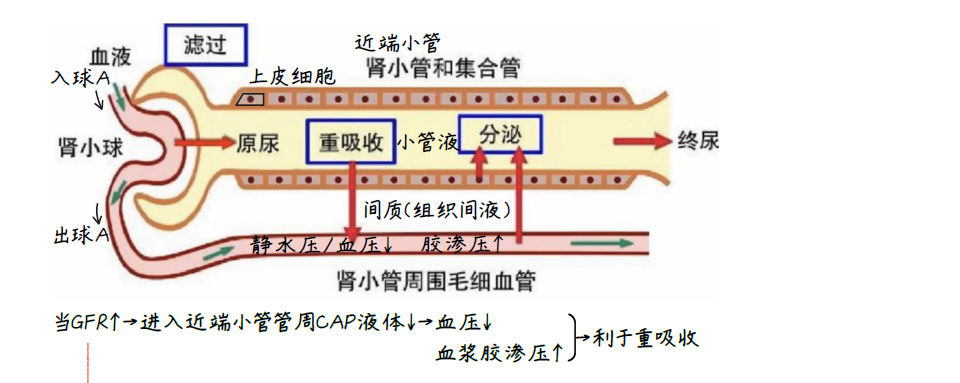 滤过
近端小管
血液
肾小管和集合管
入球A
上皮细胞
肾小球
原尿
重吸收
小管液
分泌
终尿
间质(组织间液)
出球A
静水压/血压↓ 胶渗压↑
肾小管周围毛细血管
当GFR↑→进入近端小管管周CAP液体↓→血压↓
血浆胶渗压↑
→利于重吸收